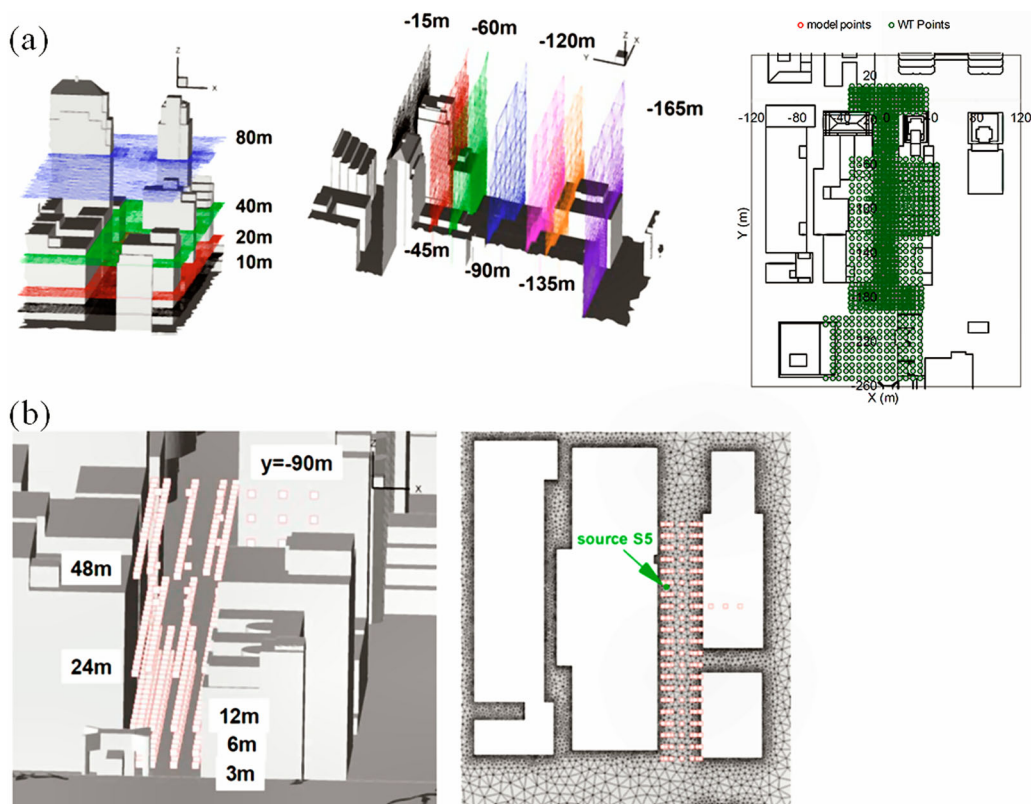 (a)
-15m
-60m
-120m
-165m
-45m
-90m
-135m
Z
X
80m
40m
20m
10m
Z
X
Y
model points
WT Points
20
-120
-80
-40
0
40
80
120
-60
-100
-140
-180
-220
-260
Y (m)
X (m)
(b)
y=-90m
X
48m
24m
12m
6m
3m
source S5